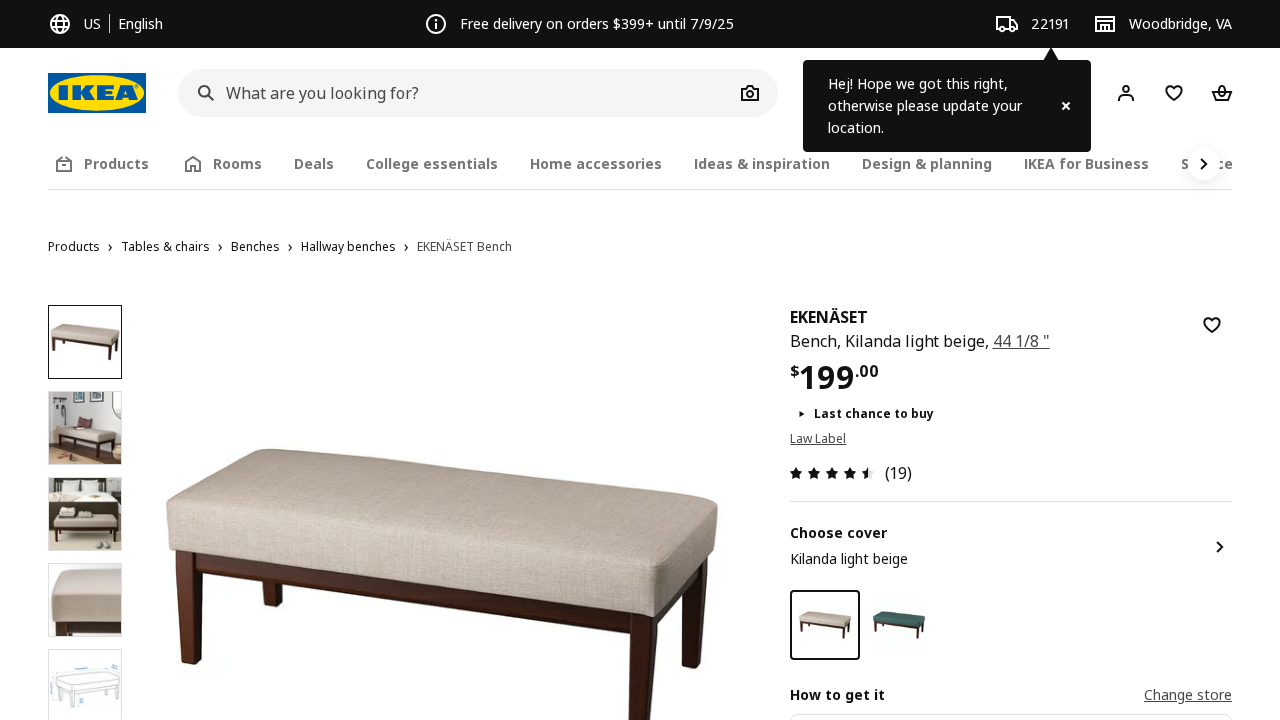 US
English
Free delivery on orders $399+ until 7/9/25
22191
Woodbridge, VA
IKEA
What are you looking for?
Hej! Hope we got this right,
otherwise please update your
location.
Products
Rooms
Deals
College essentials
Home accessories
Ideas & inspiration
Design & planning
IKEA for Business
Products › Tables & chairs › Benches › Hallway benches › EKENÄSET Bench
EKENÄSET
Bench, Kilanda light beige, 44 1/8 "
$199.00
Last chance to buy
Law Label
(19)
Choose cover
Kilanda light beige
How to get it
Change store